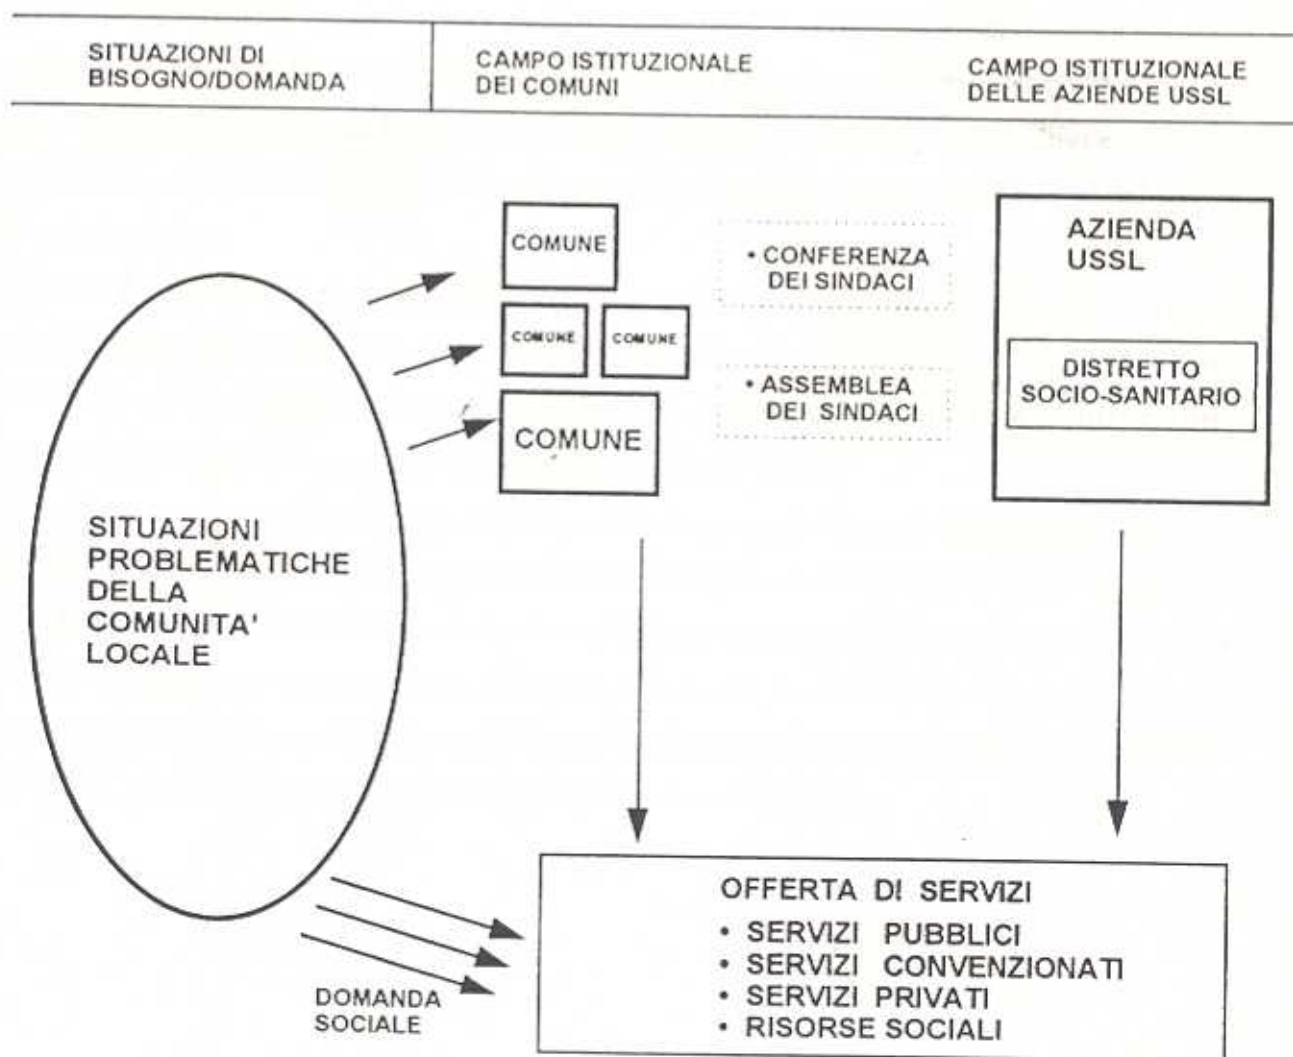 SITUAZIONI DI
BISOGNO/DOMANDA
CAMPO ISTITUZIONALE
DEI COMUNI
CAMPO ISTITUZIONALE
DELLE AZIENDE USSL
COMUNE
COMUNE
COMUNE
COMUNE
• CONFERENZA
DEI SINDACI
• ASSEMBLEA
DEI SINDACI
AZIENDA
USSL
DISTRETTO
SOCIO-SANITARIO
SITUAZIONI
PROBLEMATICHE
DELLA
COMUNITA'
LOCALE
DOMANDA
SOCIALE
OFFERTA DI SERVIZI
• SERVIZI PUBBLICI
• SERVIZI CONVENZIONATI
• SERVIZI PRIVATI
• RISORSE SOCIALI